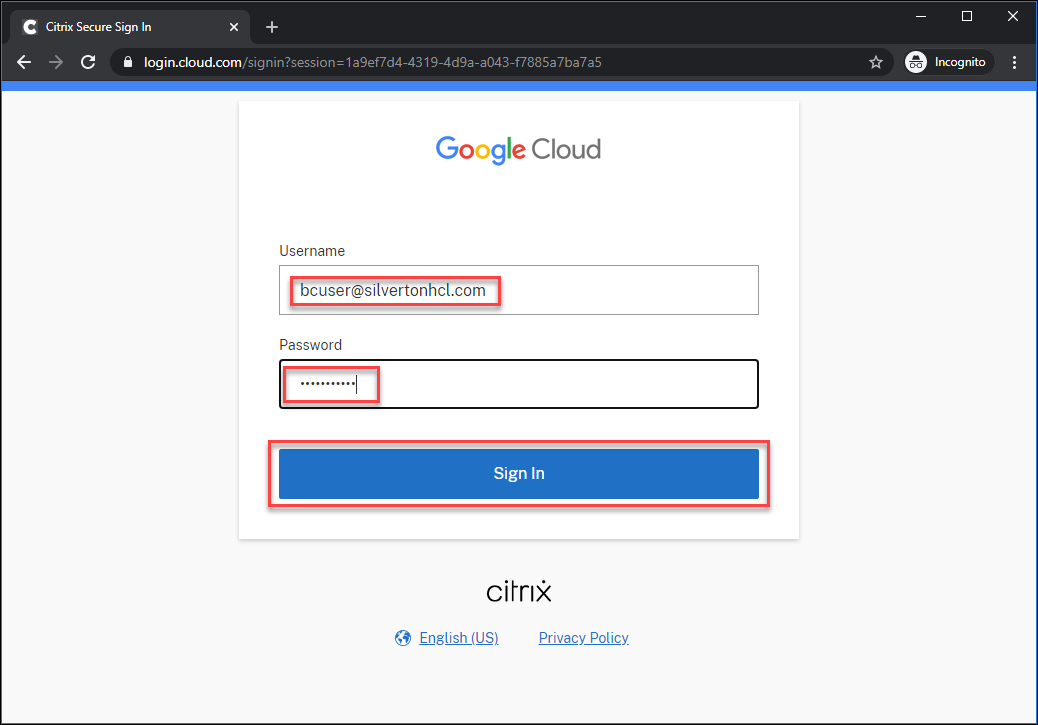 Citrix Secure Sign In
login.cloud.com/signin?session=1a9ef7d4-4319-4d9a-a043-f7885a7ba7a5
Incognito
Google Cloud
Username
bcuser@silvertonhcl.com
Password
•••••••••••
Sign In
citrix
English (US) Privacy Policy